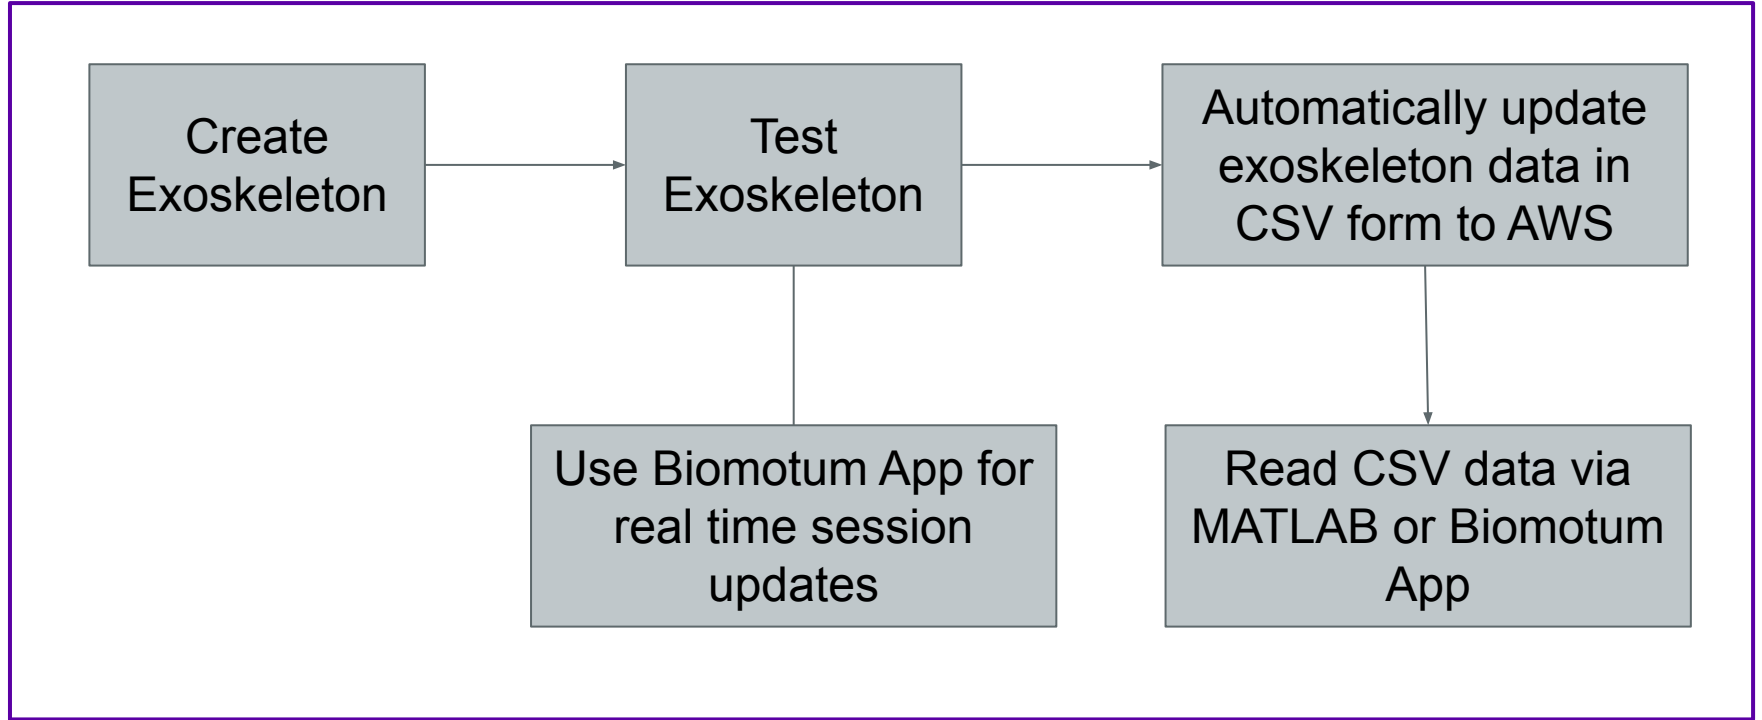 Create
Exoskeleton
Test
Exoskeleton
Automatically update
exoskeleton data in
CSV form to AWS
Use Biomotum App for
real time session
updates
Read CSV data via
MATLAB or Biomotum
App